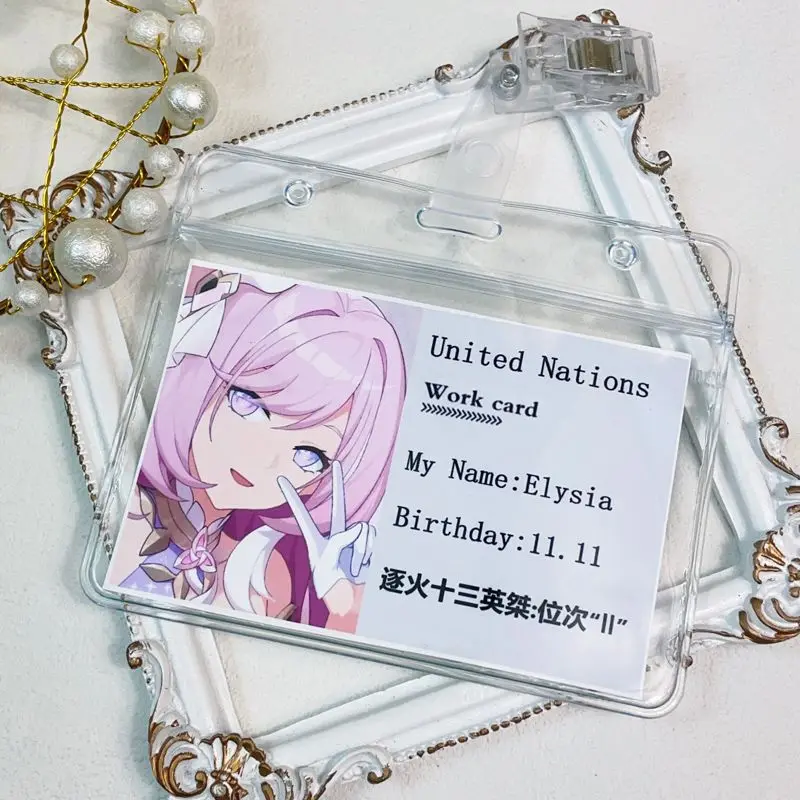 United Nations
Work card
»»»»»»»»
My Name:Elysia
Birthday:11.11
逐火十三英桀:位次“II”